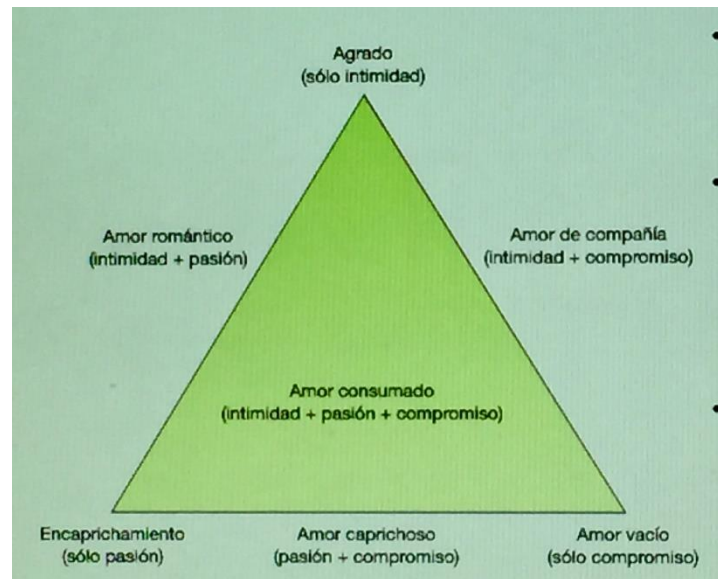 Agrado
(sólo intimidad)
Amor romántico
(intimidad + pasión)
Amor de compañía
(intimidad + compromiso)
Amor consumado
(intimidad + pasión + compromiso)
Encaprichamiento
(sólo pasión)
Amor caprichoso
(pasión + compromiso)
Amor vacío
(sólo compromiso)